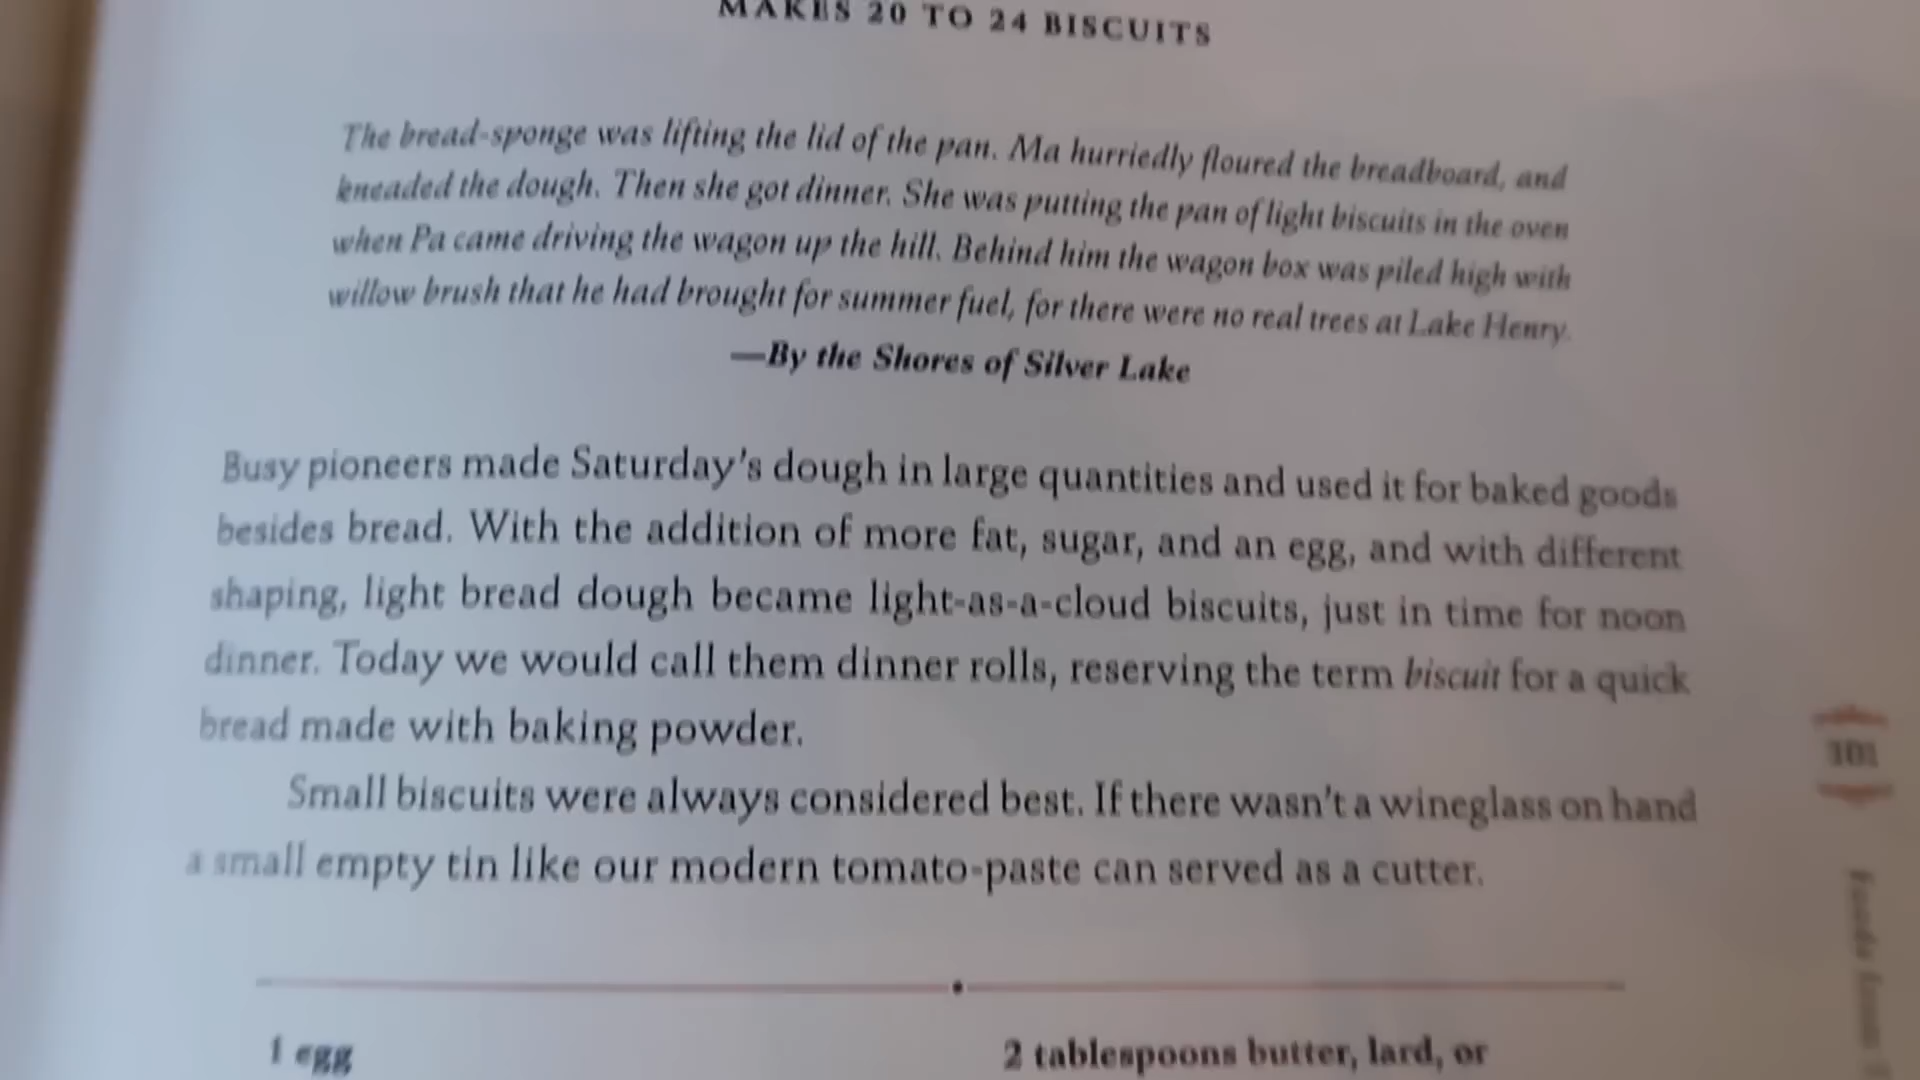 MAKES 20 TO 24 BISCUITS
The bread-sponge was lifting the lid of the pan. Ma hurriedly floured the breadboard, and
kneaded the dough. Then she got dinner. She was putting the pan of light biscuits in the oven
when Pa came driving the wagon up the hill. Behind him the wagon box was piled high with
willow brush that he had brought for summer fuel, for there were no real trees at Lake Henry.
—By the Shores of Silver Lake
Busy pioneers made Saturday's dough in large quantities and used it for baked goods
besides bread. With the addition of more fat, sugar, and an egg, and with different
shaping, light bread dough became light-as-a-cloud biscuits, just in time for noon
dinner. Today we would call them dinner rolls, reserving the term biscuit for a quick
bread made with baking powder.
Small biscuits were always considered best. If there wasn't a wineglass on hand
a small empty tin like our modern tomato-paste can served as a cutter.
1 egg
2 tablespoons butter, lard, or
101
Foods from